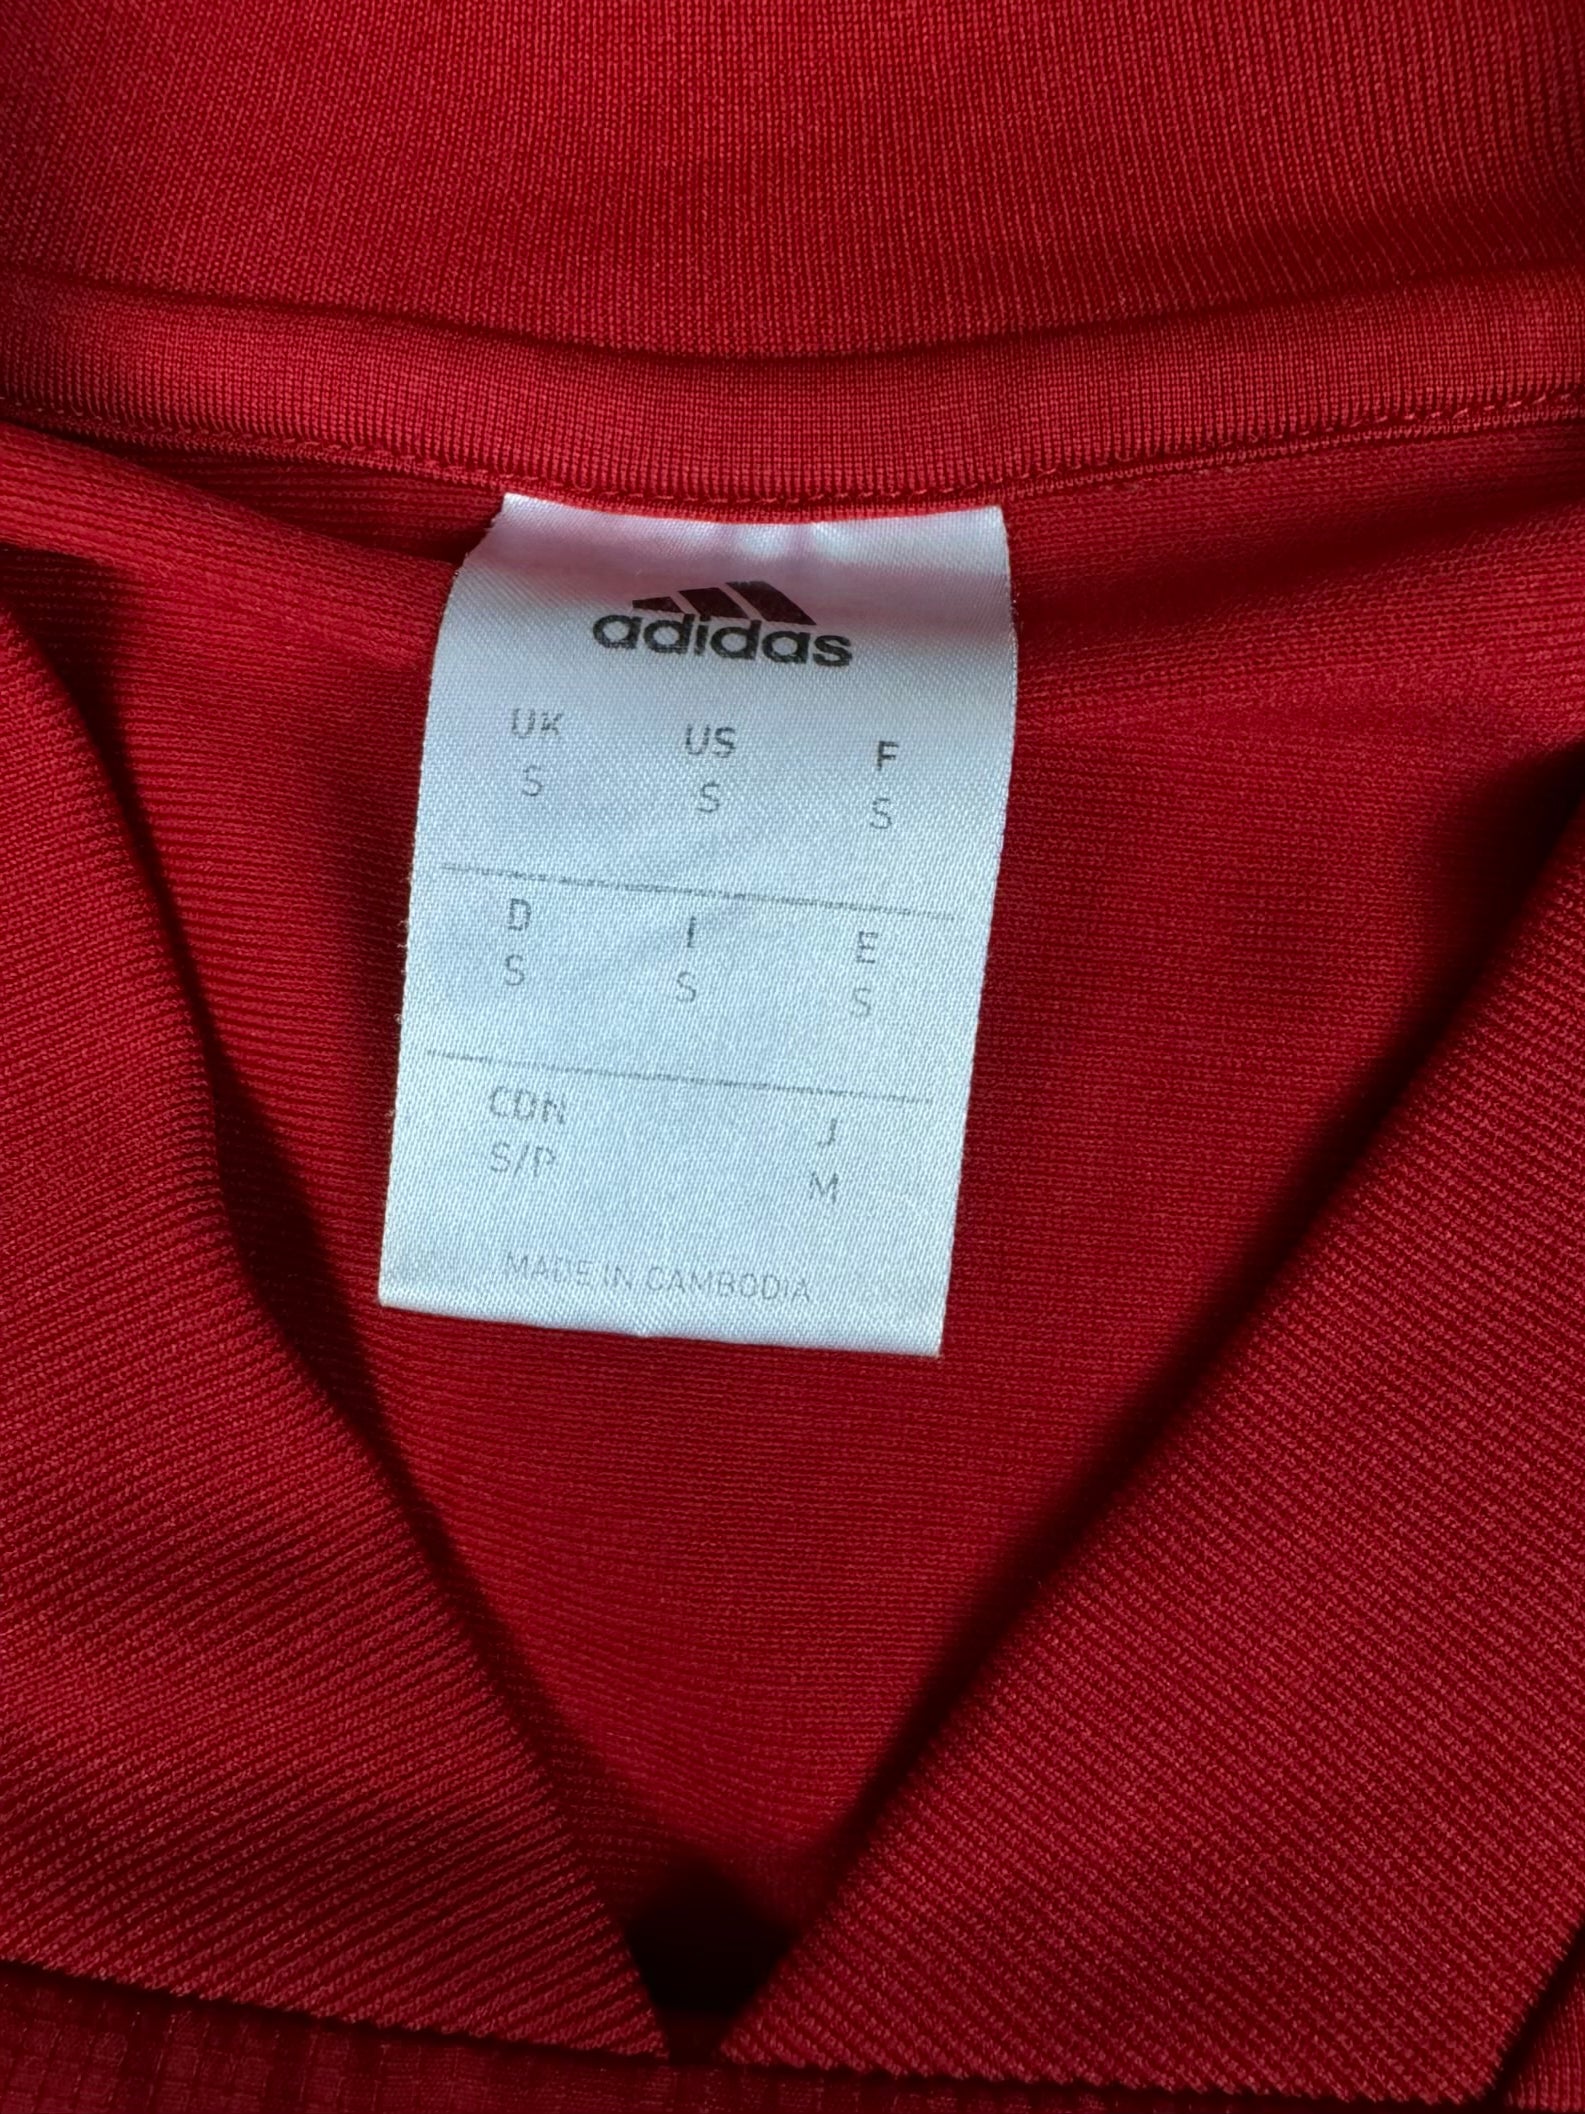 adidas
UK US F
S S S
D I E
S S S
CDN J
S/P M
MADE IN CAMBODIA